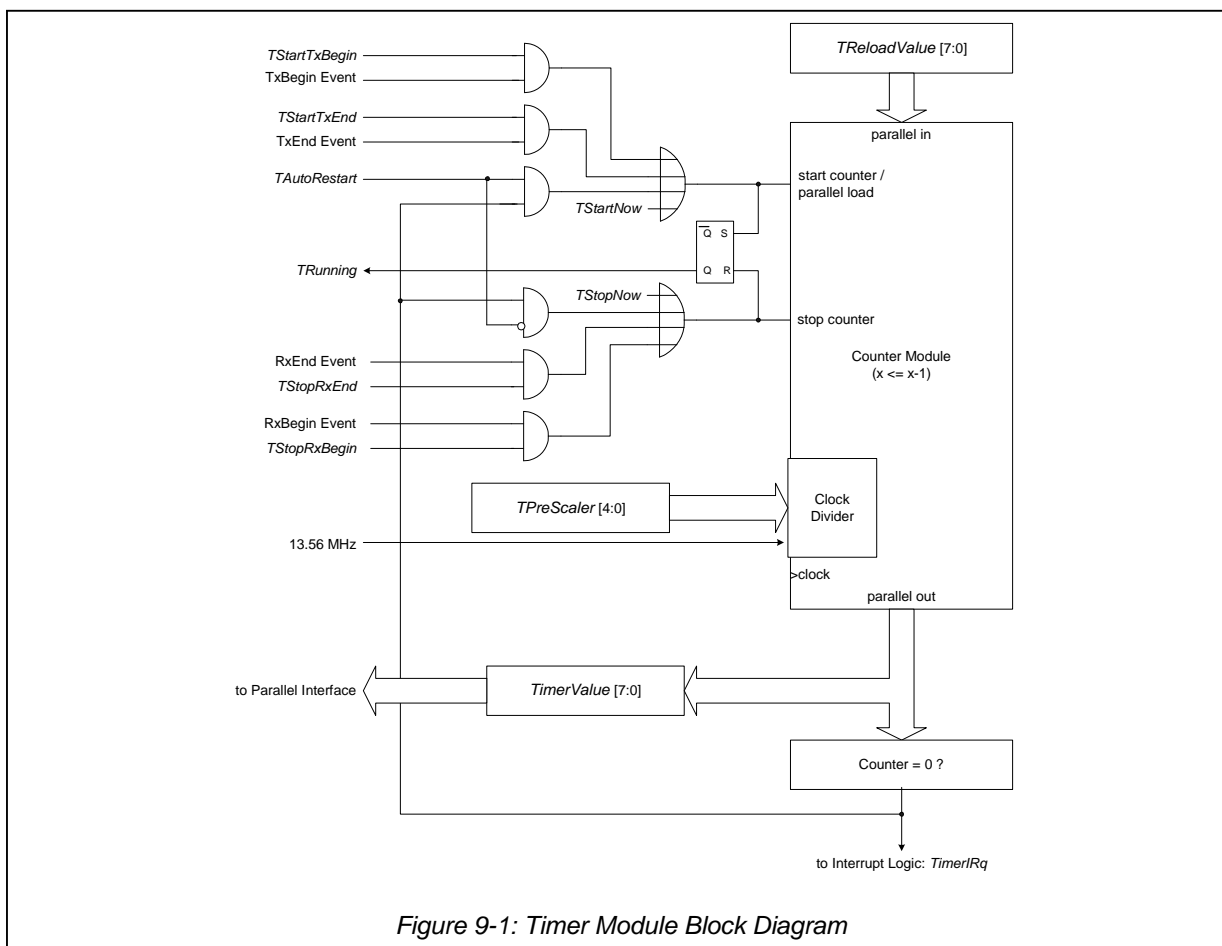 TStartTxBegin
TxBegin Event
TStartTxEnd
TxEnd Event
TAutoRestart
TStartNow
TRunning
TStopNow
RxEnd Event
TStopRxEnd
RxBegin Event
TStopRxBegin
TReloadValue [7:0]
parallel in
start counter /
parallel load
Q S
Q R
stop counter
Counter Module
(x <= x-1)
TPreScaler [4:0]
Clock
Divider
13.56 MHz
>clock
parallel out
to Parallel Interface
TimerValue [7:0]
Counter = 0 ?
to Interrupt Logic: TimerIRq
Figure 9-1: Timer Module Block Diagram